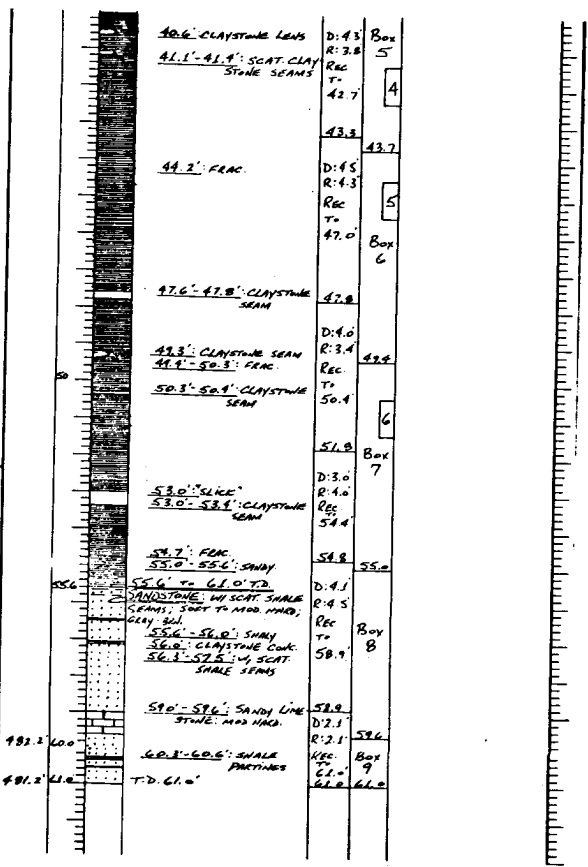 40.6' CLAYSTONE LENS
41.1'-41.4': SCAT. CLAY
STONE SEAMS
44.2': FRAC.
47.6'-47.8': CLAYSTONE
SEAM
49.3': CLAYSTONE SEAM
49.4'-50.3': FRAC.
50
50.3'-50.4': CLAYSTONE
SEAM
53.0': "SLICK"
53.0'-53.4': CLAYSTONE
SEAM
54.7': FRAC.
55.0'-55.6': SANDY.
55.6
55.6' TO 61.0' T.D.
SANDSTONE: W/ SCAT. SHALE
SEAMS; SOFT TO MOD. HARD;
GRAY
55.6'-56.0': SHALY
56.0': CLAYSTONE CONC.
56.3'-57.5': W/ SCAT.
SHALE SEAMS
59.0'-59.6': SANDY LIME
STONE: MOD HARD.
482.2' 60.0
60.3'-60.6': SHALE
PARTINGS
481.2' 61.0
T.D. 61.0'
D: 4.3'
R: 3.8
REC
TO
42.7'
43.3
D: 4.5'
R: 4.3'
REC
TO
47.0'
47.8
D: 4.0'
R: 3.4'
REC.
TO
50.4'
51.8
D: 3.0'
R: 4.0'
REC
TO
54.4'
54.8
D: 4.1'
R: 4.5'
REC
TO
58.9'
58.9
D: 2.1'
R: 2.1'
REC.
TO
61.0'
61.0
Box
5
4
43.7
5
Box
6
49.4
6
Box
7
55.0
Box
8
59.6
Box
9
61.0